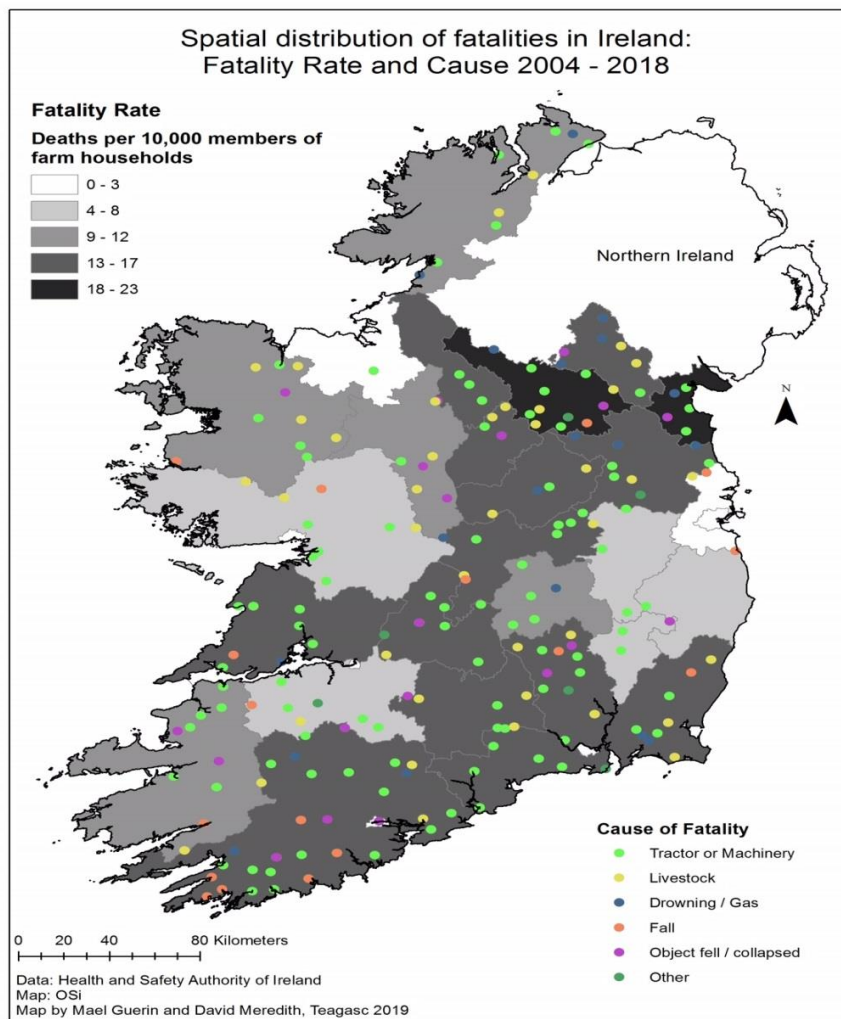 Spatial distribution of fatalities in Ireland:
Fatality Rate and Cause 2004 - 2018
Fatality Rate
Deaths per 10,000 members of
farm households
0 - 3
4 - 8
9 - 12
13 - 17
18 - 23
Northern Ireland
N
Cause of Fatality
Tractor or Machinery
Livestock
Drowning / Gas
Fall
Object fell / collapsed
Other
0 20 40 80 Kilometers
Data: Health and Safety Authority of Ireland
Map: OSi
Map by Mael Guerin and David Meredith, Teagasc 2019